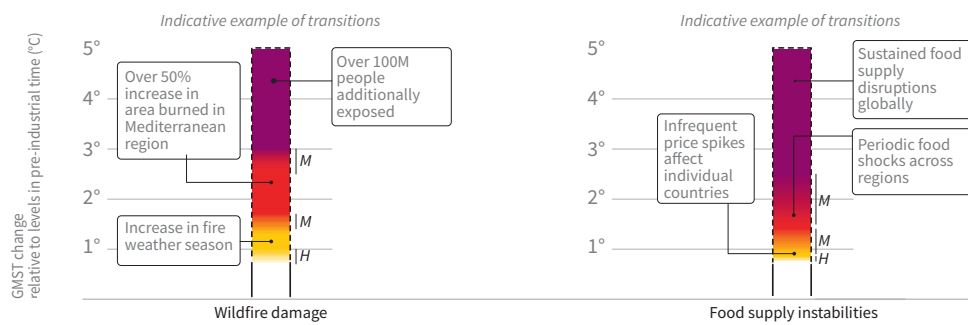 Indicative example of transitions
GMST change
relative to levels in pre-industrial time (°C)
5°
4°
3°
2°
1°
Over 50%
increase in
area burned in
Mediterranean
region
Over 100M
people
additionally
exposed
Increase in fire
weather season
M
M
H
Wildfire damage
Indicative example of transitions
5°
4°
3°
2°
1°
Sustained food
supply
disruptions
globally
Infrequent
price spikes
affect
individual
countries
Periodic food
shocks across
regions
M
M
H
Food supply instabilities